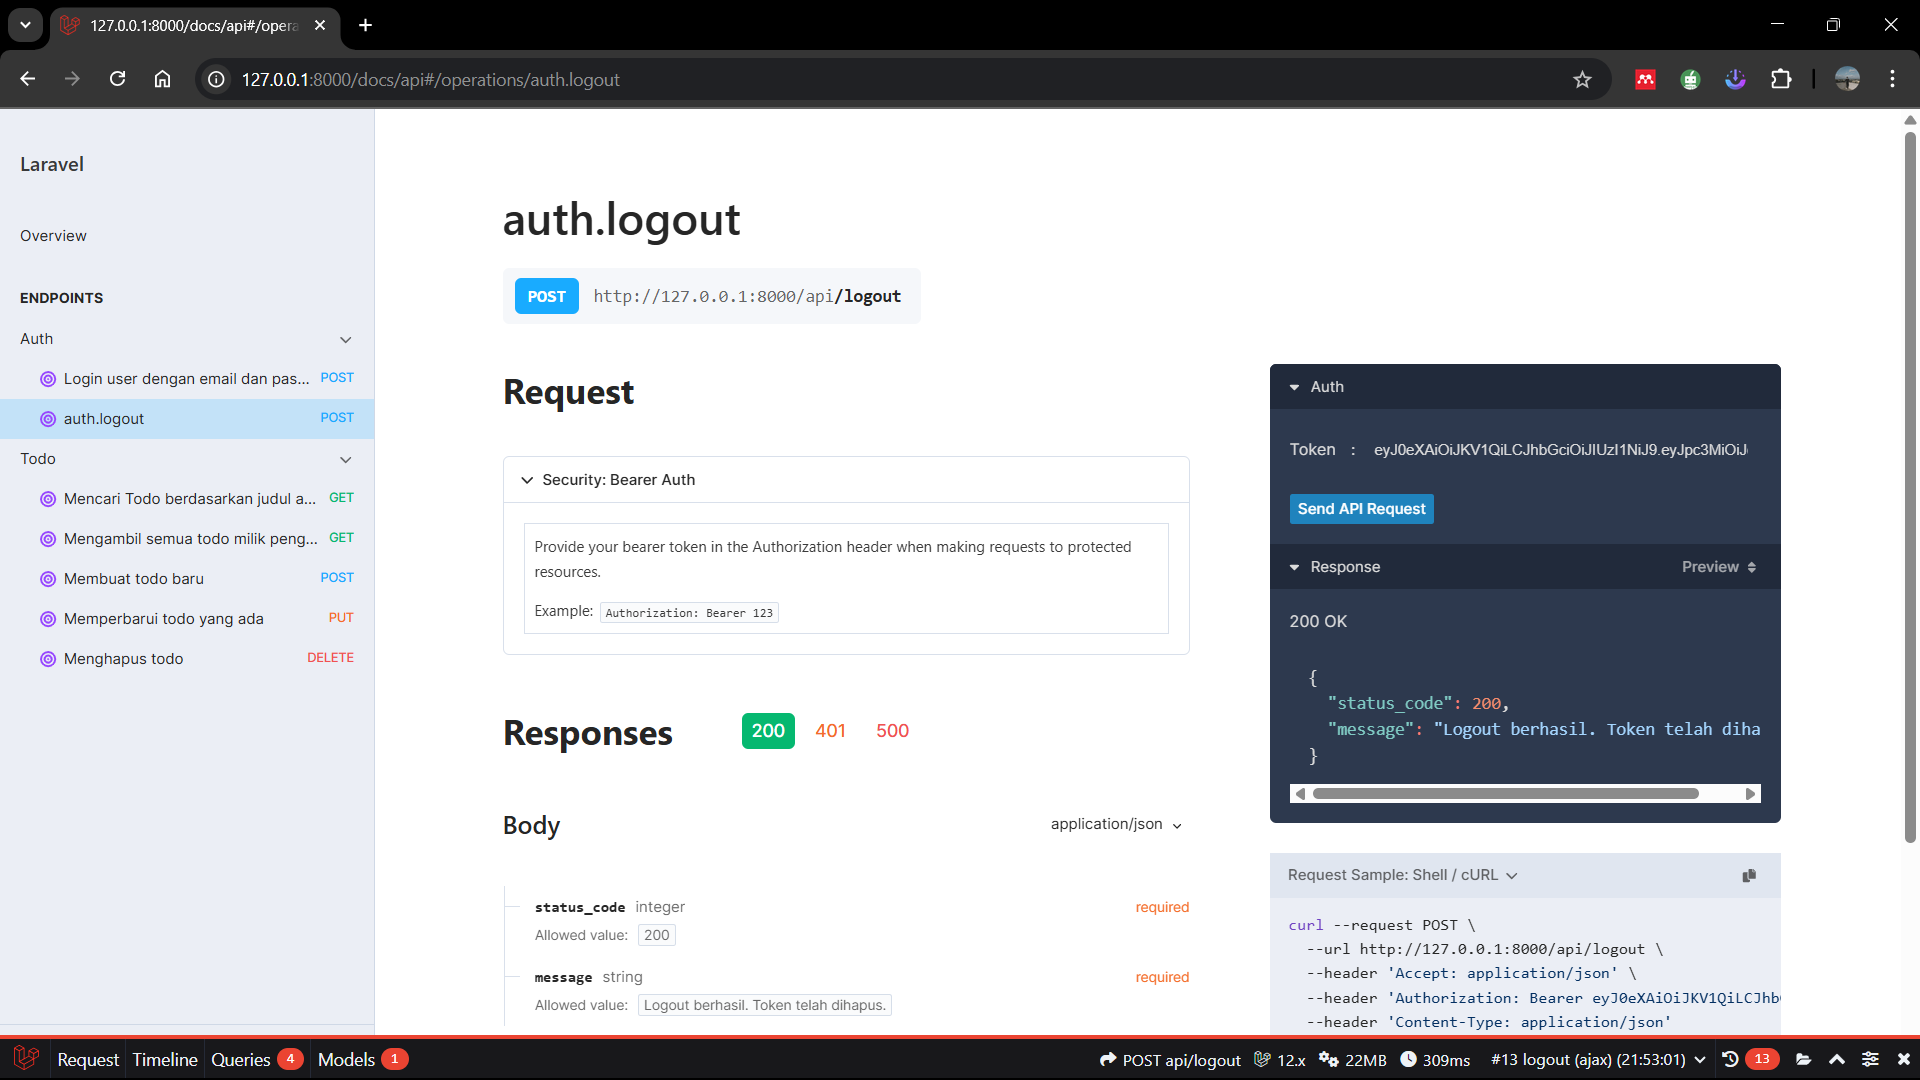 127.0.0.1:8000/docs/api#/opera
127.0.0.1:8000/docs/api#/operations/auth.logout
Laravel
Overview
ENDPOINTS
Auth
Login user dengan email dan pas... POST
auth.logout POST
Todo
Mencari Todo berdasarkan judul a... GET
Mengambil semua todo milik peng... GET
Membuat todo baru POST
Memperbarui todo yang ada PUT
Menghapus todo DELETE
auth.logout
POST http://127.0.0.1:8000/api/logout
Request
Security: Bearer Auth
Provide your bearer token in the Authorization header when making requests to protected
resources.
Example: Authorization: Bearer 123
Responses 200 401 500
Body application/json
status_code integer required
Allowed value: 200
message string required
Allowed value: Logout berhasil. Token telah dihapus.
Auth
Token : eyJ0eXAiOiJKV1QiLCJhbGciOiJIUzI1NiJ9.eyJpc3MiOiJ
Send API Request
Response Preview
200 OK
{
"status_code": 200,
"message": "Logout berhasil. Token telah diha
}
Request Sample: Shell / cURL
curl --request POST \
--url http://127.0.0.1:8000/api/logout \
--header 'Accept: application/json' \
--header 'Authorization: Bearer eyJ0eXAiOiJKV1QiLCJhb
--header 'Content-Type: application/json'
Request Timeline Queries 4 Models 1 POST api/logout 12.x 22MB 309ms #13 logout (ajax) (21:53:01) 13